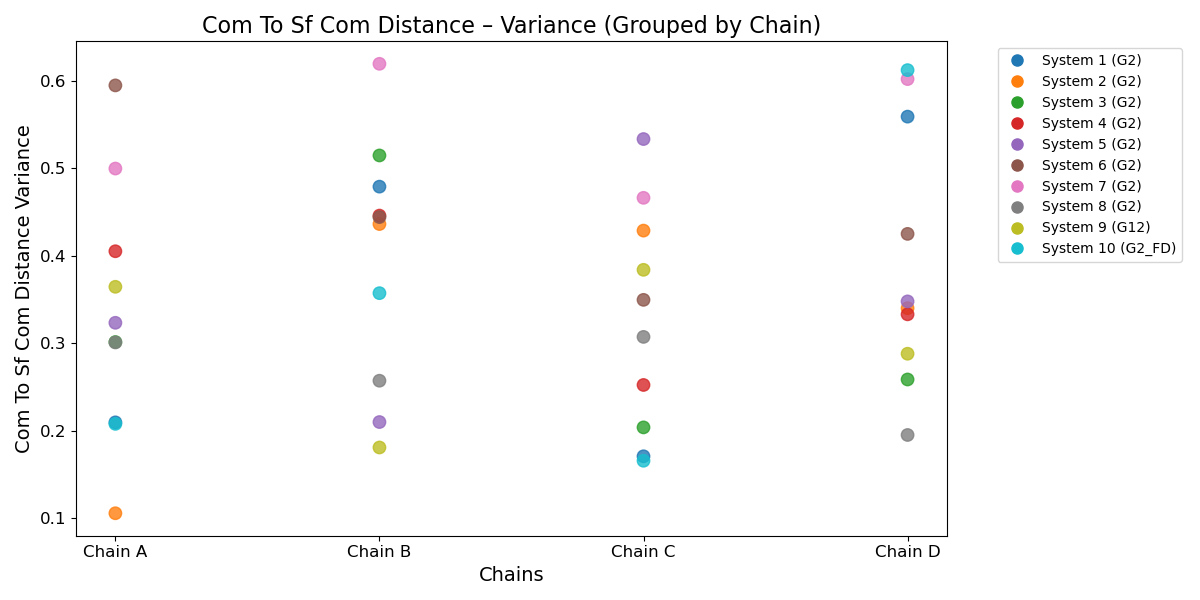 Com To Sf Com Distance – Variance (Grouped by Chain)
Com To Sf Com Distance Variance
0.6
0.5
0.4
0.3
0.2
0.1
Chain A
Chain B
Chain C
Chain D
Chains
System 1 (G2)
System 2 (G2)
System 3 (G2)
System 4 (G2)
System 5 (G2)
System 6 (G2)
System 7 (G2)
System 8 (G2)
System 9 (G12)
System 10 (G2_FD)